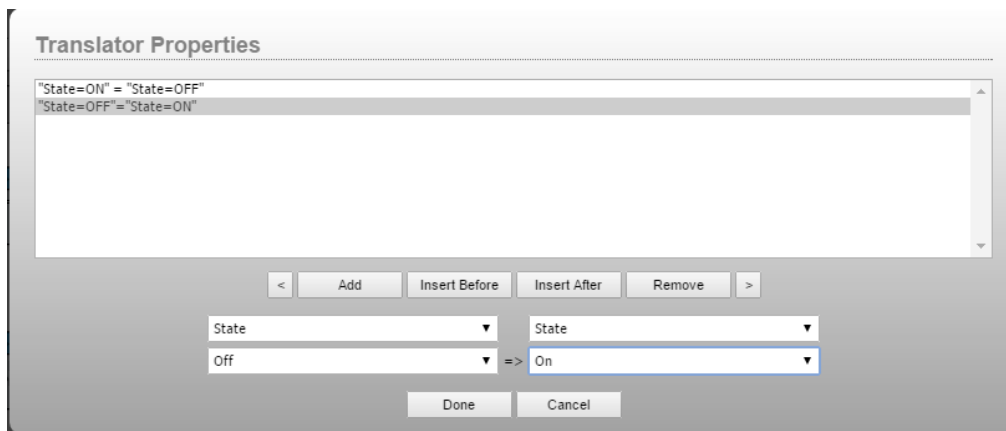 Translator Properties
"State=ON" = "State=OFF"
"State=OFF"="State=ON"
< Add Insert Before Insert After Remove >
State State
Off => On
Done Cancel